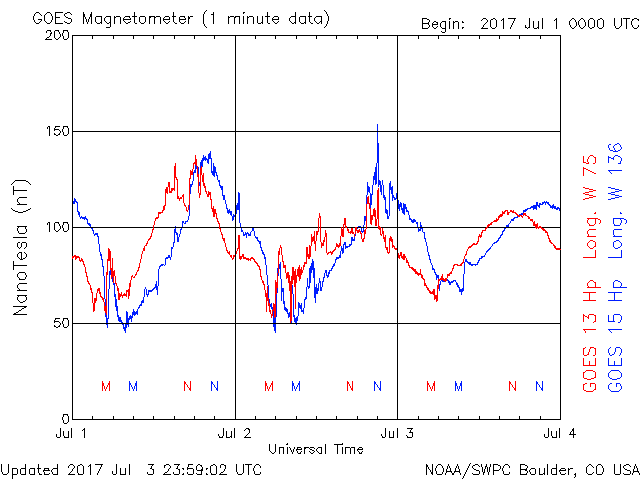 GOES Magnetometer (1 minute data)
Begin: 2017 Jul 1 0000 UTC
200
150
100
50
0
NanoTesla (nT)
M M N N M M N N M M N N
Jul 1 Jul 2 Jul 3 Jul 4
Universal Time
GOES 13 Hp Long. W 75
GOES 15 Hp Long. W 136
Updated 2017 Jul 3 23:59:02 UTC
NOAA/SWPC Boulder, CO USA